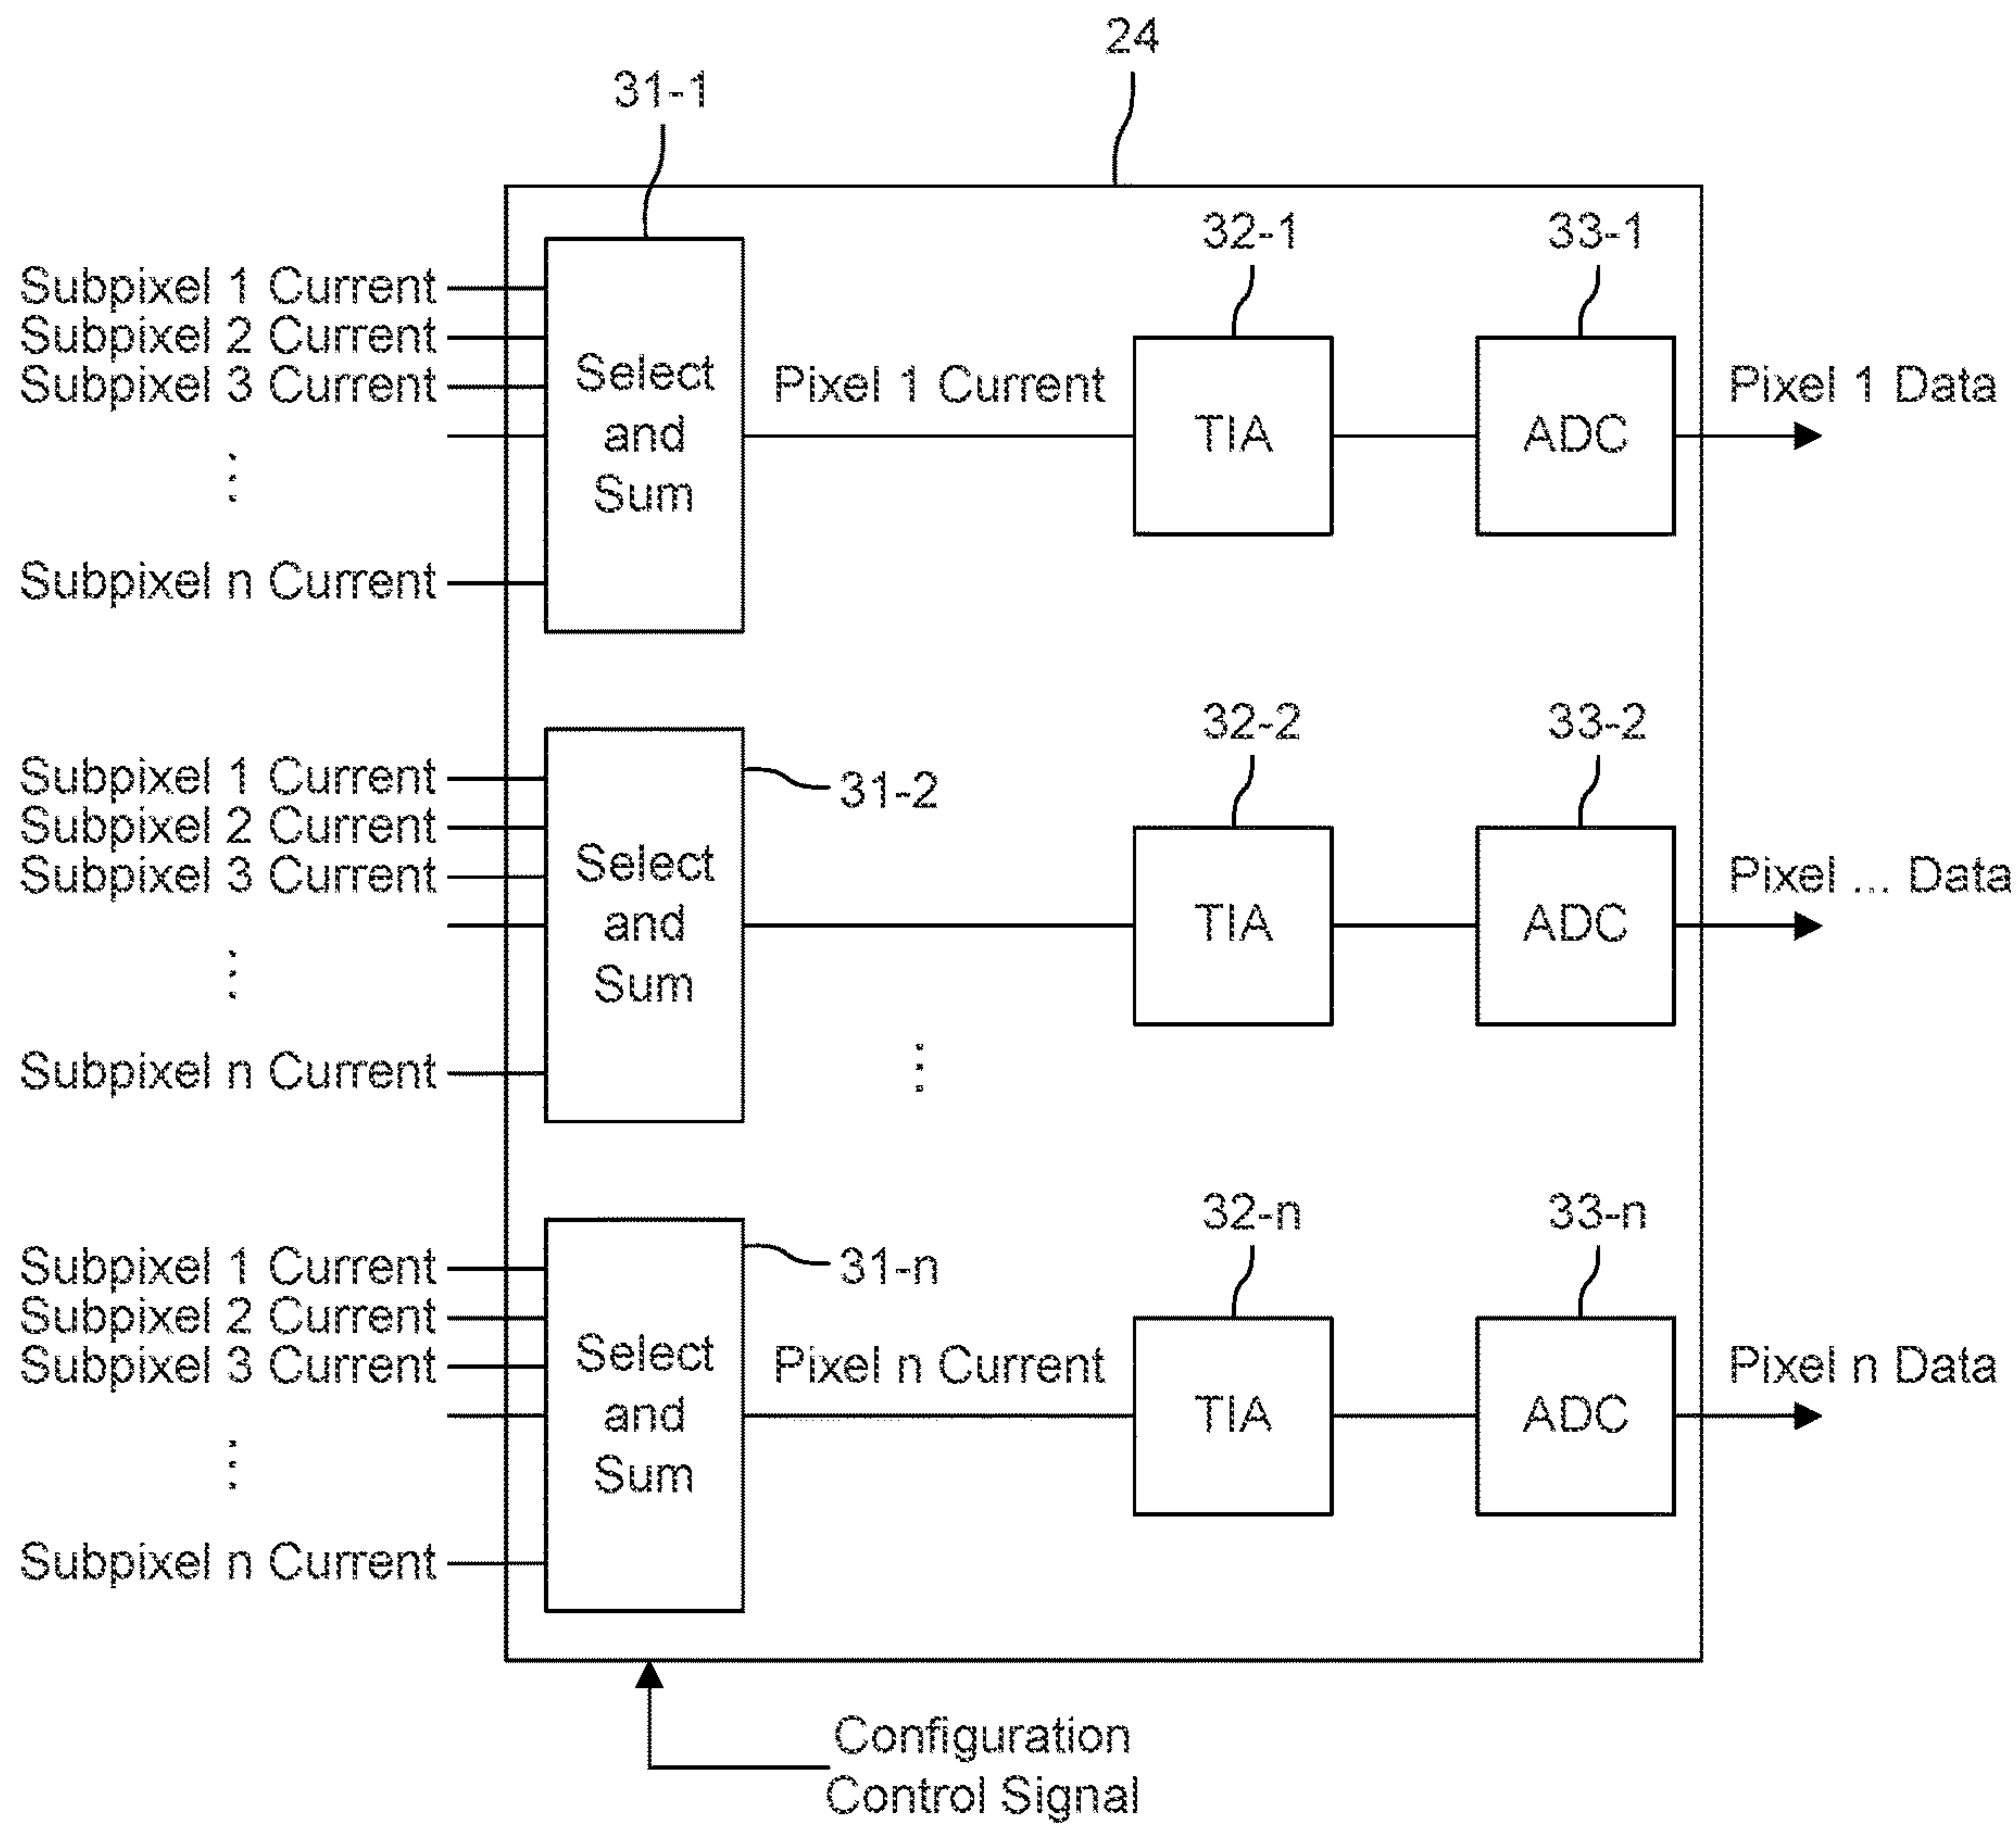 24
31-1
32-1
33-1
Subpixel 1 Current
Subpixel 2 Current
Subpixel 3 Current
⋮
Subpixel n Current
Select
and
Sum
Pixel 1 Current
TIA
ADC
Pixel 1 Data
32-2
33-2
Subpixel 1 Current
Subpixel 2 Current
Subpixel 3 Current
⋮
Subpixel n Current
Select
and
Sum
31-2
TIA
ADC
Pixel ... Data
⋮
32-n
33-n
Subpixel 1 Current
Subpixel 2 Current
Subpixel 3 Current
⋮
Subpixel n Current
Select
and
Sum
31-n
Pixel n Current
TIA
ADC
Pixel n Data
Configuration
Control Signal